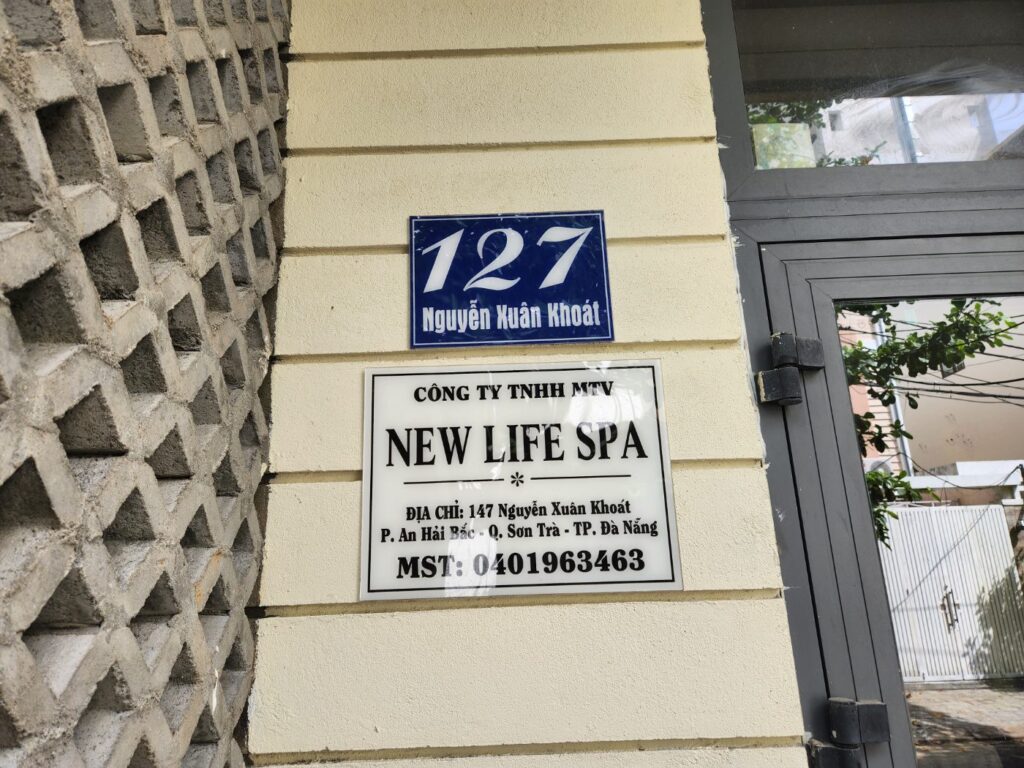 127
Nguyễn Xuân Khoát
CÔNG TY TNHH MTV
NEW LIFE SPA
ĐỊA CHỈ: 147 Nguyễn Xuân Khoát
P. An Hải Bắc - Q. Sơn Trà - TP. Đà Nẵng
MST: 0401963463